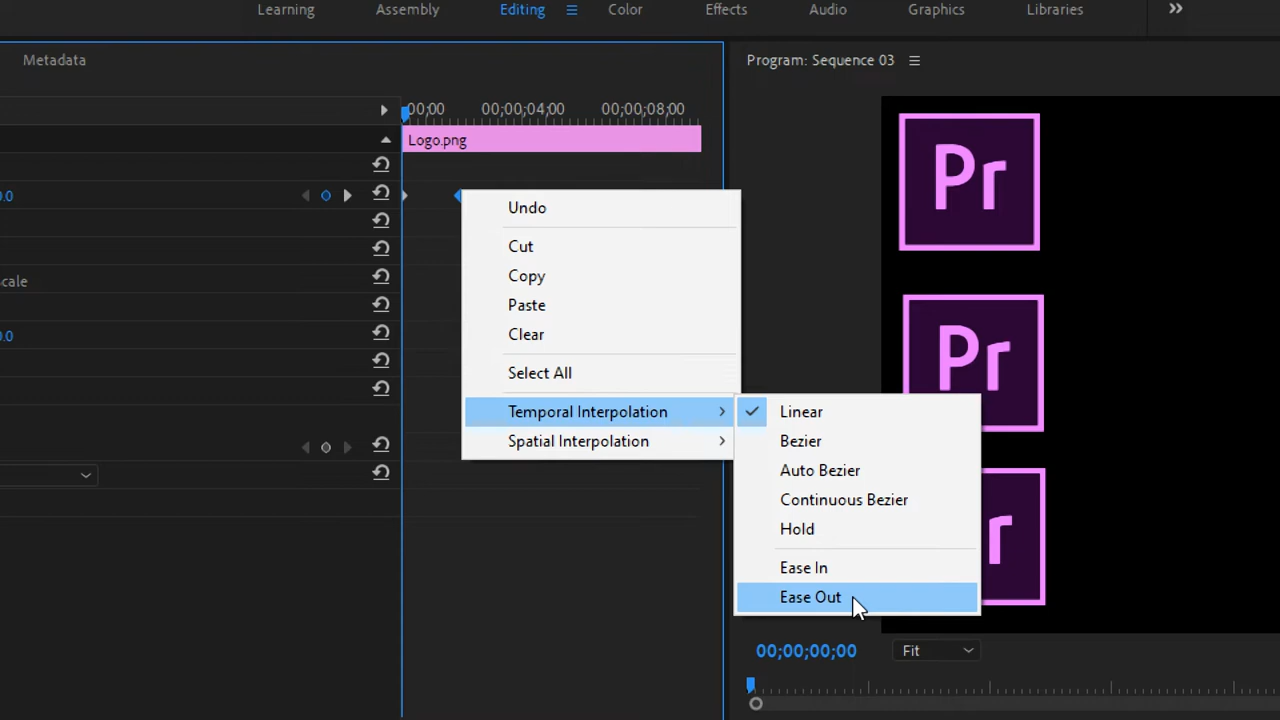 Learning Assembly Editing Color Effects Audio Graphics Libraries
Metadata
Program: Sequence 03
00;00 00;00;04;00 00;00;08;00
Logo.png
0.0
cale
0.0
Undo
Cut
Copy
Paste
Clear
Select All
Temporal Interpolation
Spatial Interpolation
Linear
Bezier
Auto Bezier
Continuous Bezier
Hold
Ease In
Ease Out
Pr
Pr
r
00;00;00;00 Fit